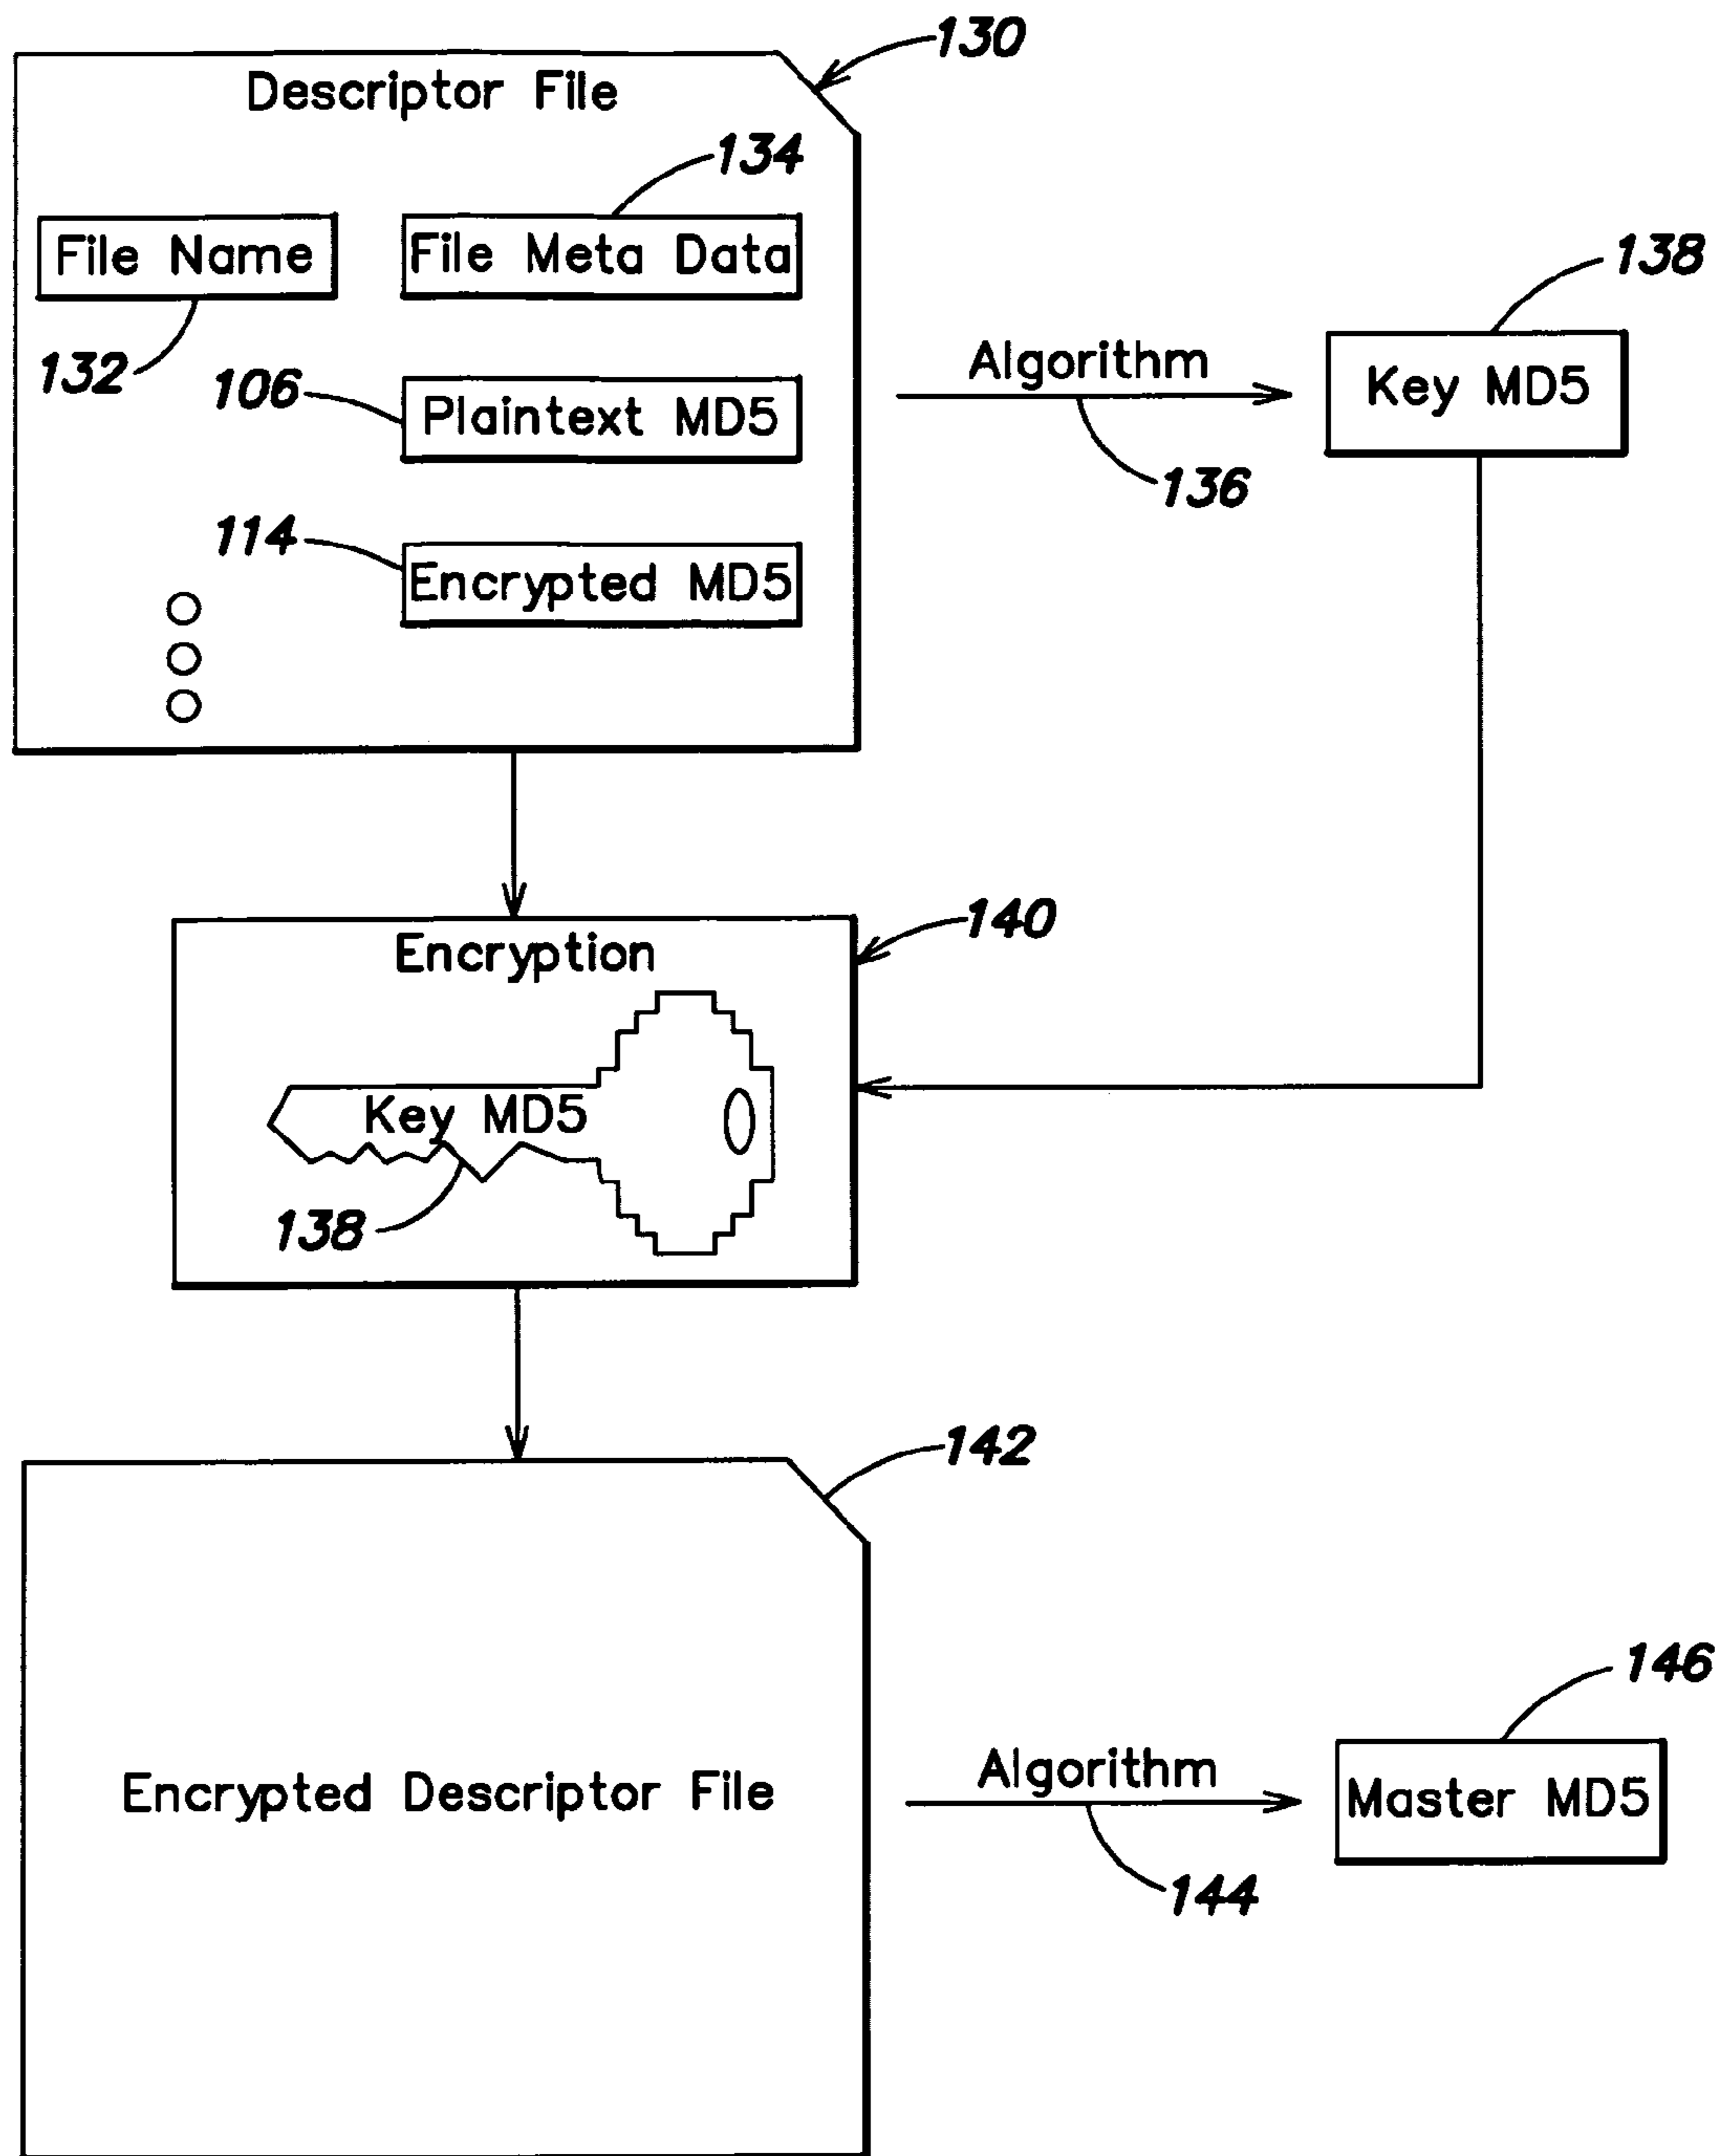 130
Descriptor File
134
File Name
File Meta Data
138
132
Algorithm
106
Plaintext MD5
Key MD5
136
114
Encrypted MD5
140
Encryption
Key MD5
138
142
146
Algorithm
Encrypted Descriptor File
Master MD5
144